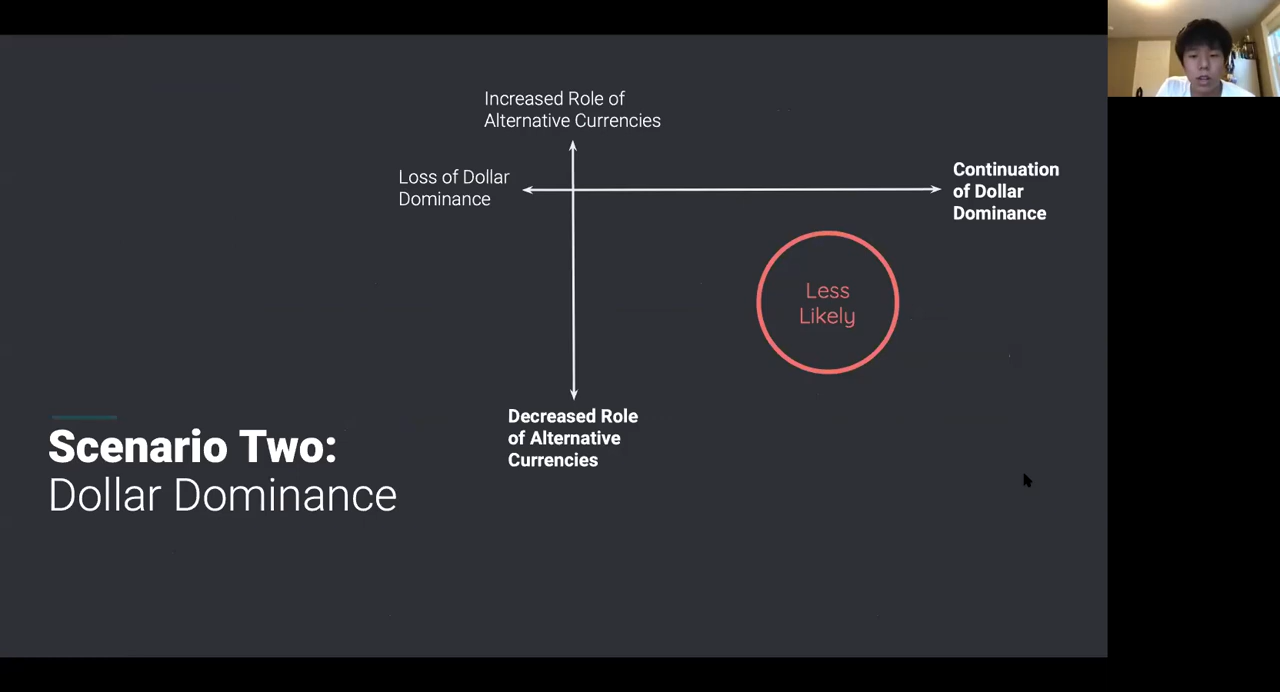 Increased Role of
Alternative Currencies
Loss of Dollar
Dominance
Continuation
of Dollar
Dominance
Less
Likely
Decreased Role
of Alternative
Currencies
Scenario Two:
Dollar Dominance